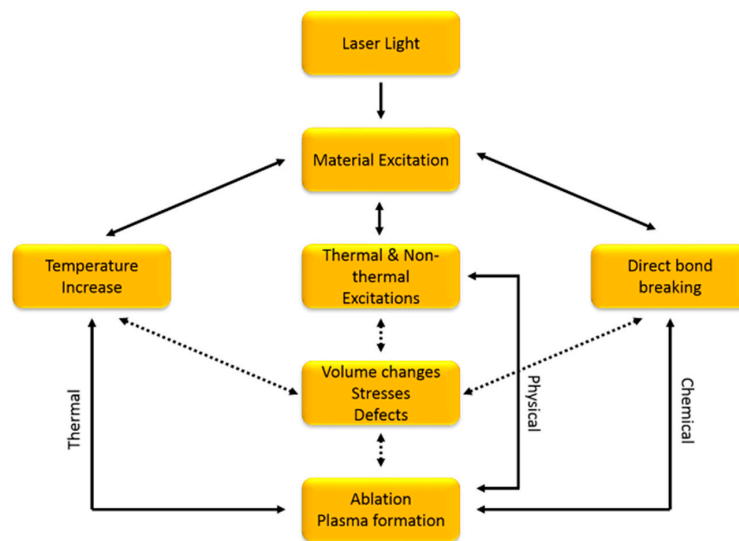 Laser Light
Material Excitation
Temperature
Increase
Thermal & Non-
thermal
Excitations
Direct bond
breaking
Volume changes
Stresses
Defects
Thermal
Physical
Chemical
Ablation
Plasma formation